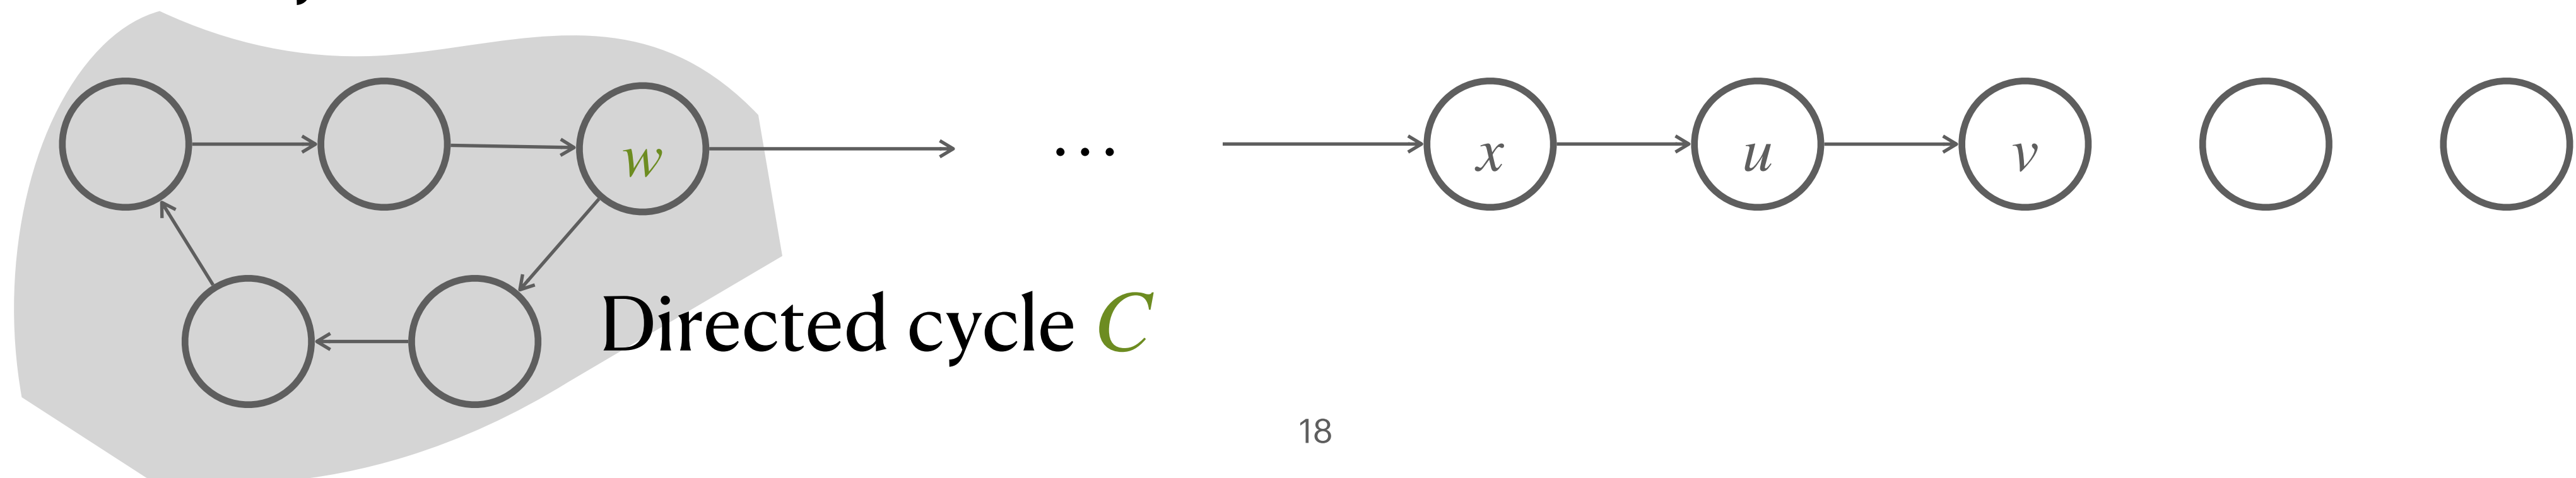 w … x u v
Directed cycle C
18